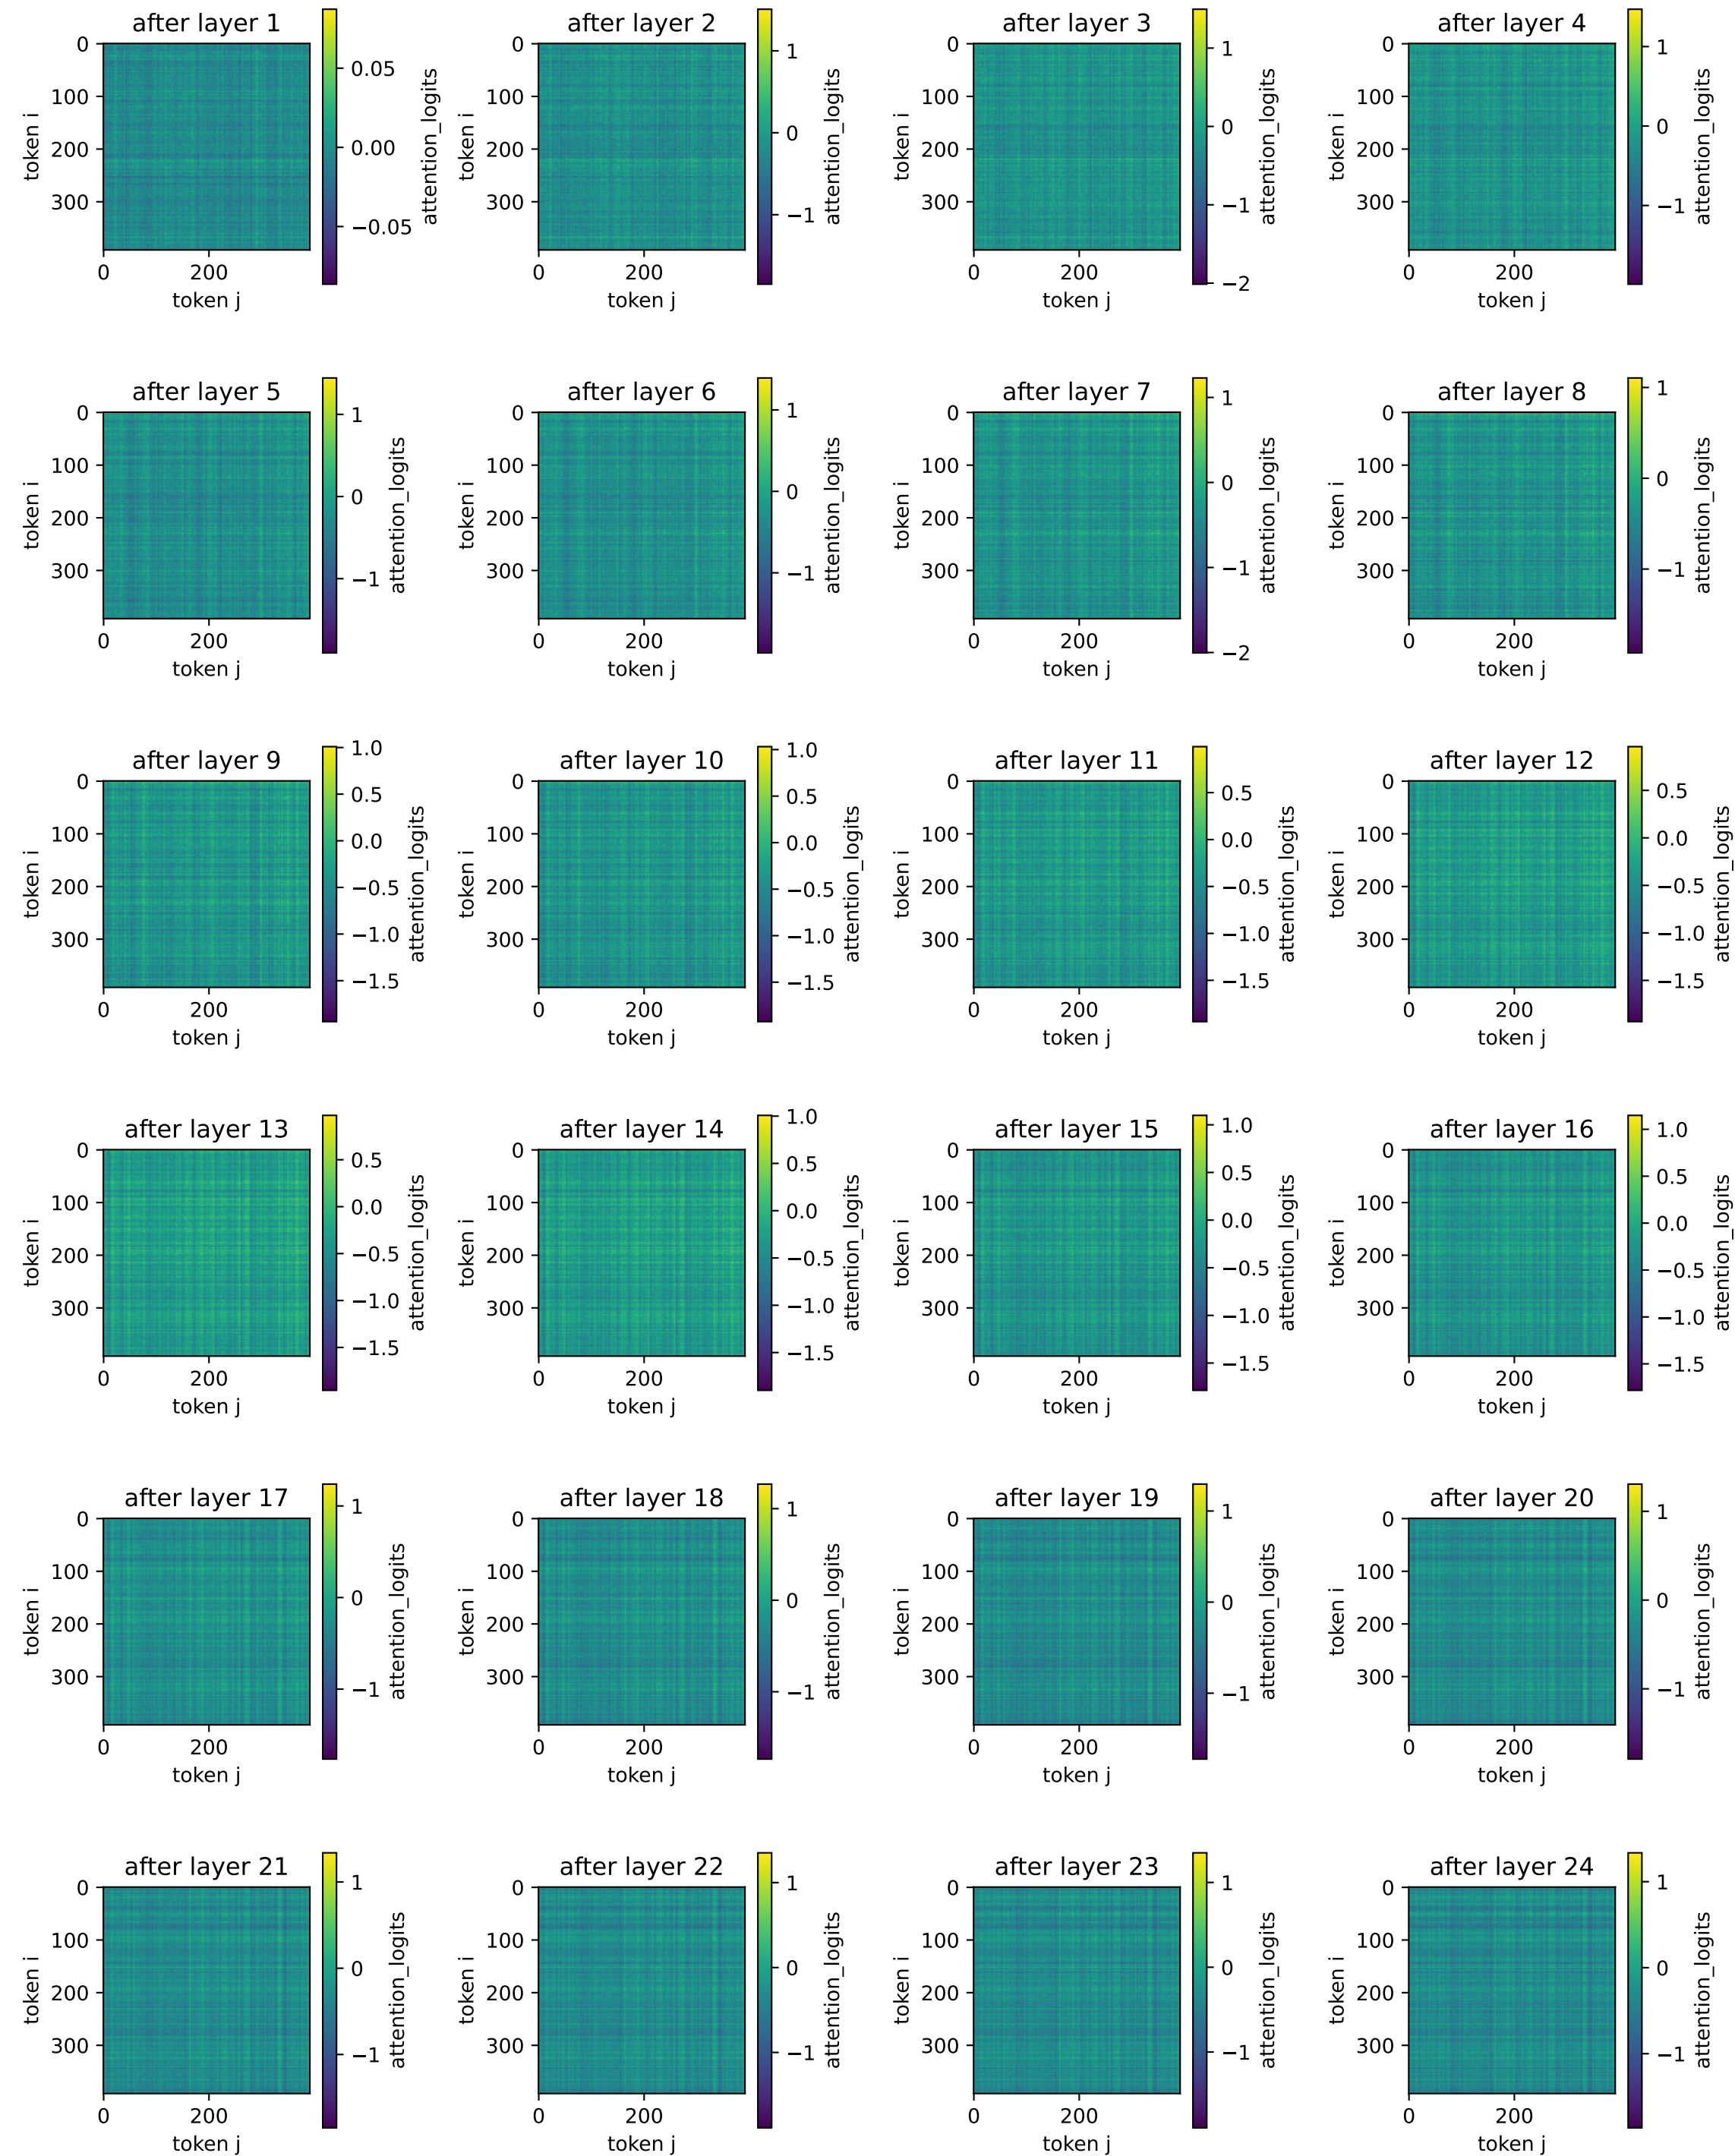 after layer 1
0
100
200
300
token i
0
200
token j
0.05
0.00
−0.05
attention_logits
after layer 2
0
100
200
300
token i
0
200
token j
1
0
−1
attention_logits
after layer 3
0
100
200
300
token i
0
200
token j
1
0
−1
−2
attention_logits
after layer 4
0
100
200
300
token i
0
200
token j
1
0
−1
attention_logits
after layer 5
0
100
200
300
token i
0
200
token j
1
0
−1
attention_logits
after layer 6
0
100
200
300
token i
0
200
token j
1
0
−1
attention_logits
after layer 7
0
100
200
300
token i
0
200
token j
1
0
−1
−2
attention_logits
after layer 8
0
100
200
300
token i
0
200
token j
1
0
−1
attention_logits
after layer 9
0
100
200
300
token i
0
200
token j
1.0
0.5
0.0
−0.5
−1.0
−1.5
attention_logits
after layer 10
0
100
200
300
token i
0
200
token j
1.0
0.5
0.0
−0.5
−1.0
−1.5
attention_logits
after layer 11
0
100
200
300
token i
0
200
token j
0.5
0.0
−0.5
−1.0
−1.5
attention_logits
after layer 12
0
100
200
300
token i
0
200
token j
0.5
0.0
−0.5
−1.0
−1.5
attention_logits
after layer 13
0
100
200
300
token i
0
200
token j
0.5
0.0
−0.5
−1.0
−1.5
attention_logits
after layer 14
0
100
200
300
token i
0
200
token j
1.0
0.5
0.0
−0.5
−1.0
−1.5
attention_logits
after layer 15
0
100
200
300
token i
0
200
token j
1.0
0.5
0.0
−0.5
−1.0
−1.5
attention_logits
after layer 16
0
100
200
300
token i
0
200
token j
1.0
0.5
0.0
−0.5
−1.0
−1.5
attention_logits
after layer 17
0
100
200
300
token i
0
200
token j
1
0
−1
attention_logits
after layer 18
0
100
200
300
token i
0
200
token j
1
0
−1
attention_logits
after layer 19
0
100
200
300
token i
0
200
token j
1
0
−1
attention_logits
after layer 20
0
100
200
300
token i
0
200
token j
1
0
−1
attention_logits
after layer 21
0
100
200
300
token i
0
200
token j
1
0
−1
attention_logits
after layer 22
0
100
200
300
token i
0
200
token j
1
0
−1
attention_logits
after layer 23
0
100
200
300
token i
0
200
token j
1
0
−1
attention_logits
after layer 24
0
100
200
300
token i
0
200
token j
1
0
−1
attention_logits